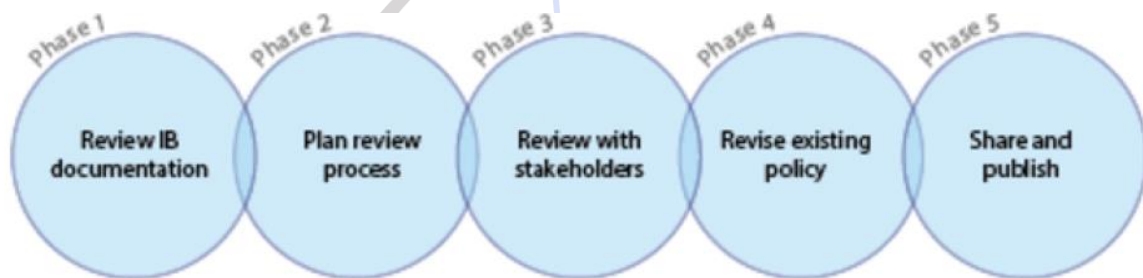 Phase 1
Review IB
documentation
Phase 2
Plan review
process
Phase 3
Review with
stakeholders
Phase 4
Revise existing
policy
Phase 5
Share and
publish